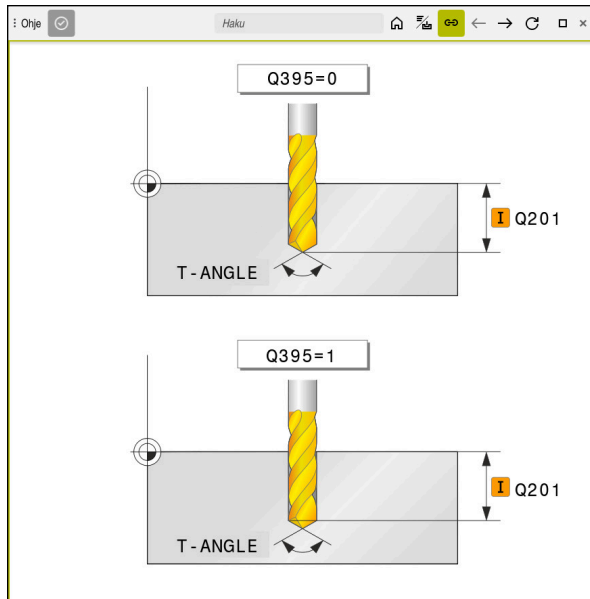 Ohje
Haku
Q395=0
I Q201
T-ANGLE
Q395=1
I Q201
T-ANGLE